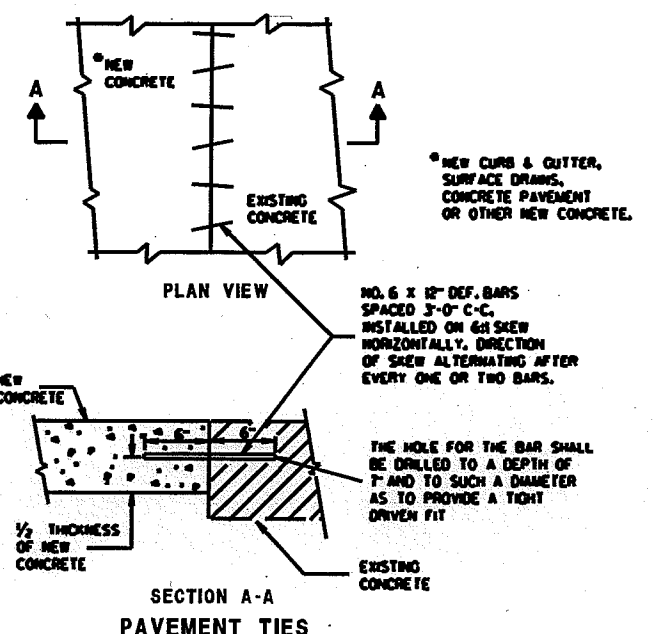 * NEW
CONCRETE
A
A
EXISTING
CONCRETE
* NEW CURB & GUTTER,
SURFACE DRAINS,
CONCRETE PAVEMENT
OR OTHER NEW CONCRETE.
PLAN VIEW
NO. 6 X 12" DEF. BARS
SPACED 3'-0" C-C.
INSTALLED ON 6:1 SKEW
HORIZONTALLY. DIRECTION
OF SKEW ALTERNATING AFTER
EVERY ONE OR TWO BARS.
NEW
CONCRETE
6" 6"
THE HOLE FOR THE BAR SHALL
BE DRILLED TO A DEPTH OF
7" AND TO SUCH A DIAMETER
AS TO PROVIDE A TIGHT
DRIVEN FIT
1/2 THICKNESS
OF NEW
CONCRETE
EXISTING
CONCRETE
SECTION A-A
PAVEMENT TIES